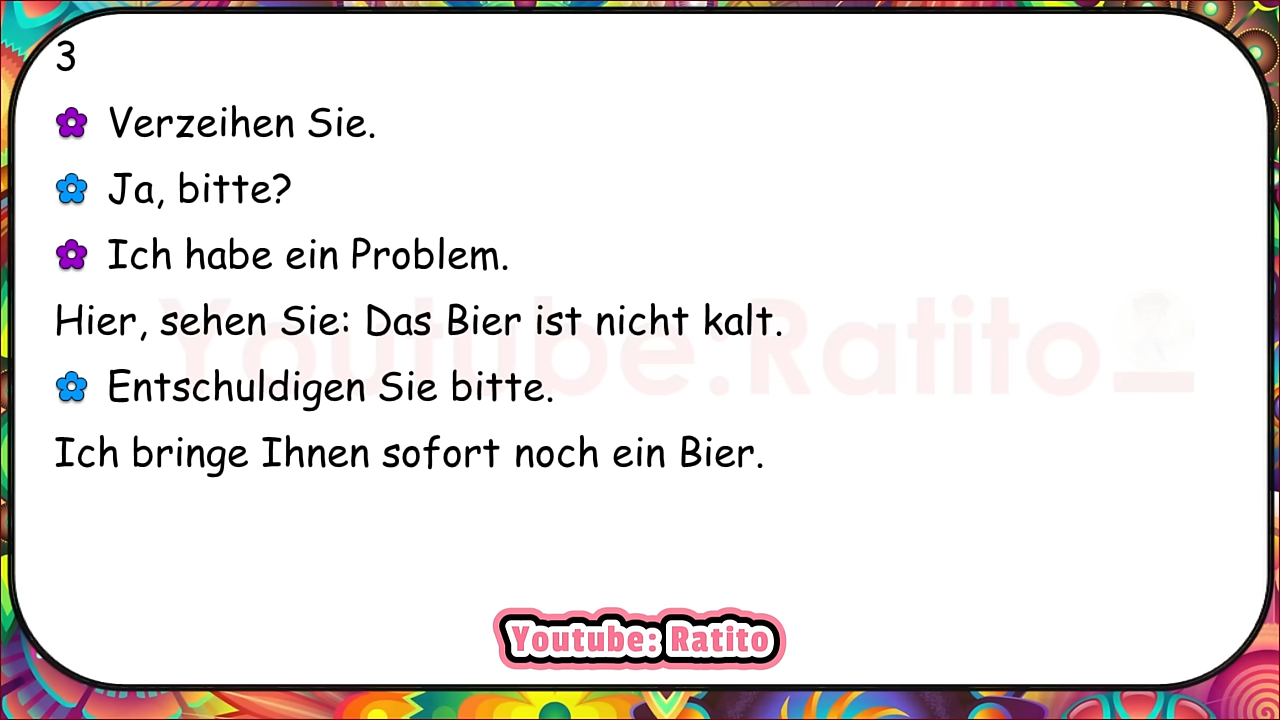 3
Verzeihen Sie.
Ja, bitte?
Ich habe ein Problem.
Hier, sehen Sie: Das Bier ist nicht kalt.
Entschuldigen Sie bitte.
Ich bringe Ihnen sofort noch ein Bier.
Youtube:Ratito
Youtube: Ratito